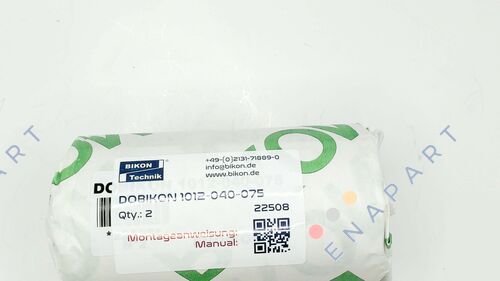 BIKON
Technik
+49-(0)2131-71889-0
info@bikon.de
www.bikon.de
DO
DOBIKON 1012-040-075
Qty.: 2
22508
Montageanweisung:
Manual:
ENAPART